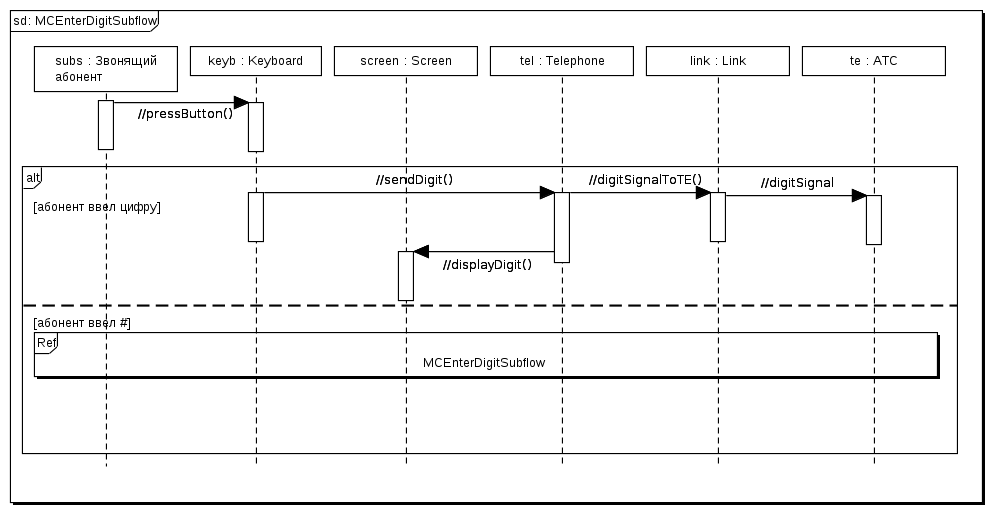 sd: MCEnterDigitSubflow
subs : Звонящий
абонент
keyb : Keyboard
screen : Screen
tel : Telephone
link : Link
te : ATC
//pressButton()
alt
//sendDigit()
//digitSignalToTE()
//digitSignal
[абонент ввел цифру]
//displayDigit()
[абонент ввел #]
Ref
MCEnterDigitSubflow